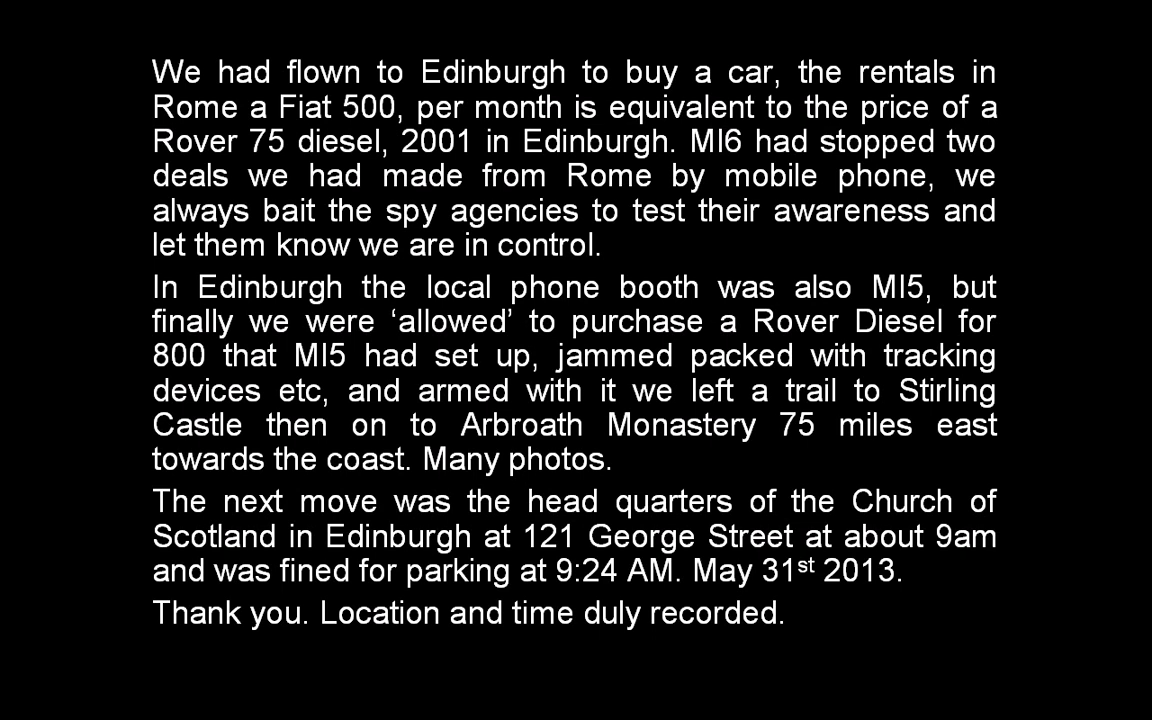 We had flown to Edinburgh to buy a car, the rentals in
Rome a Fiat 500, per month is equivalent to the price of a
Rover 75 diesel, 2001 in Edinburgh. MI6 had stopped two
deals we had made from Rome by mobile phone, we
always bait the spy agencies to test their awareness and
let them know we are in control.
In Edinburgh the local phone booth was also MI5, but
finally we were ‘allowed’ to purchase a Rover Diesel for
800 that MI5 had set up, jammed packed with tracking
devices etc, and armed with it we left a trail to Stirling
Castle then on to Arbroath Monastery 75 miles east
towards the coast. Many photos.
The next move was the head quarters of the Church of
Scotland in Edinburgh at 121 George Street at about 9am
and was fined for parking at 9:24 AM. May 31st 2013.
Thank you. Location and time duly recorded.